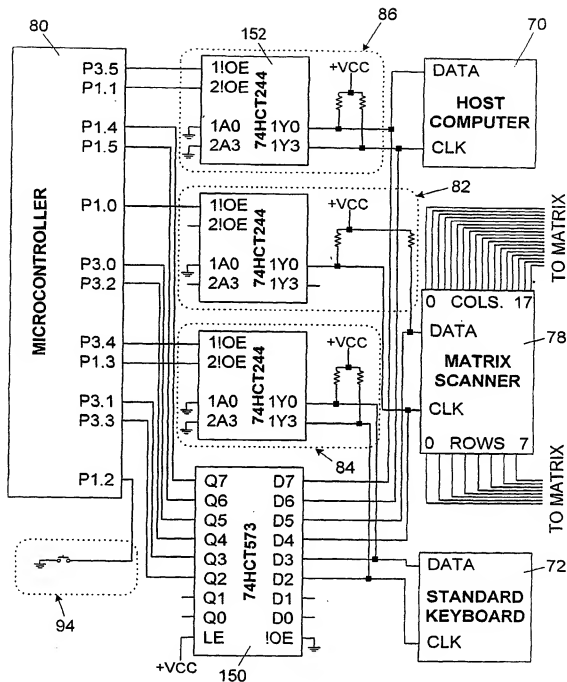 80
MICROCONTROLLER
P3.5
P1.1
P1.4
P1.5
P1.0
P3.0
P3.2
P3.4
P1.3
P3.1
P3.3
P1.2
94
152
86
1!OE
2!OE
1A0
2A3
74HCT244
1Y0
1Y3
+VCC
70
DATA
HOST
COMPUTER
CLK
82
1!OE
2!OE
1A0
2A3
74HCT244
1Y0
1Y3
+VCC
TO MATRIX
0 COLS. 17
DATA
78
MATRIX
SCANNER
CLK
0 ROWS 7
TO MATRIX
1!OE
2!OE
1A0
2A3
74HCT244
1Y0
1Y3
+VCC
84
Q7
Q6
Q5
Q4
Q3
Q2
Q1
Q0
LE
74HCT573
D7
D6
D5
D4
D3
D2
D1
D0
!OE
+VCC
150
DATA
72
STANDARD
KEYBOARD
CLK